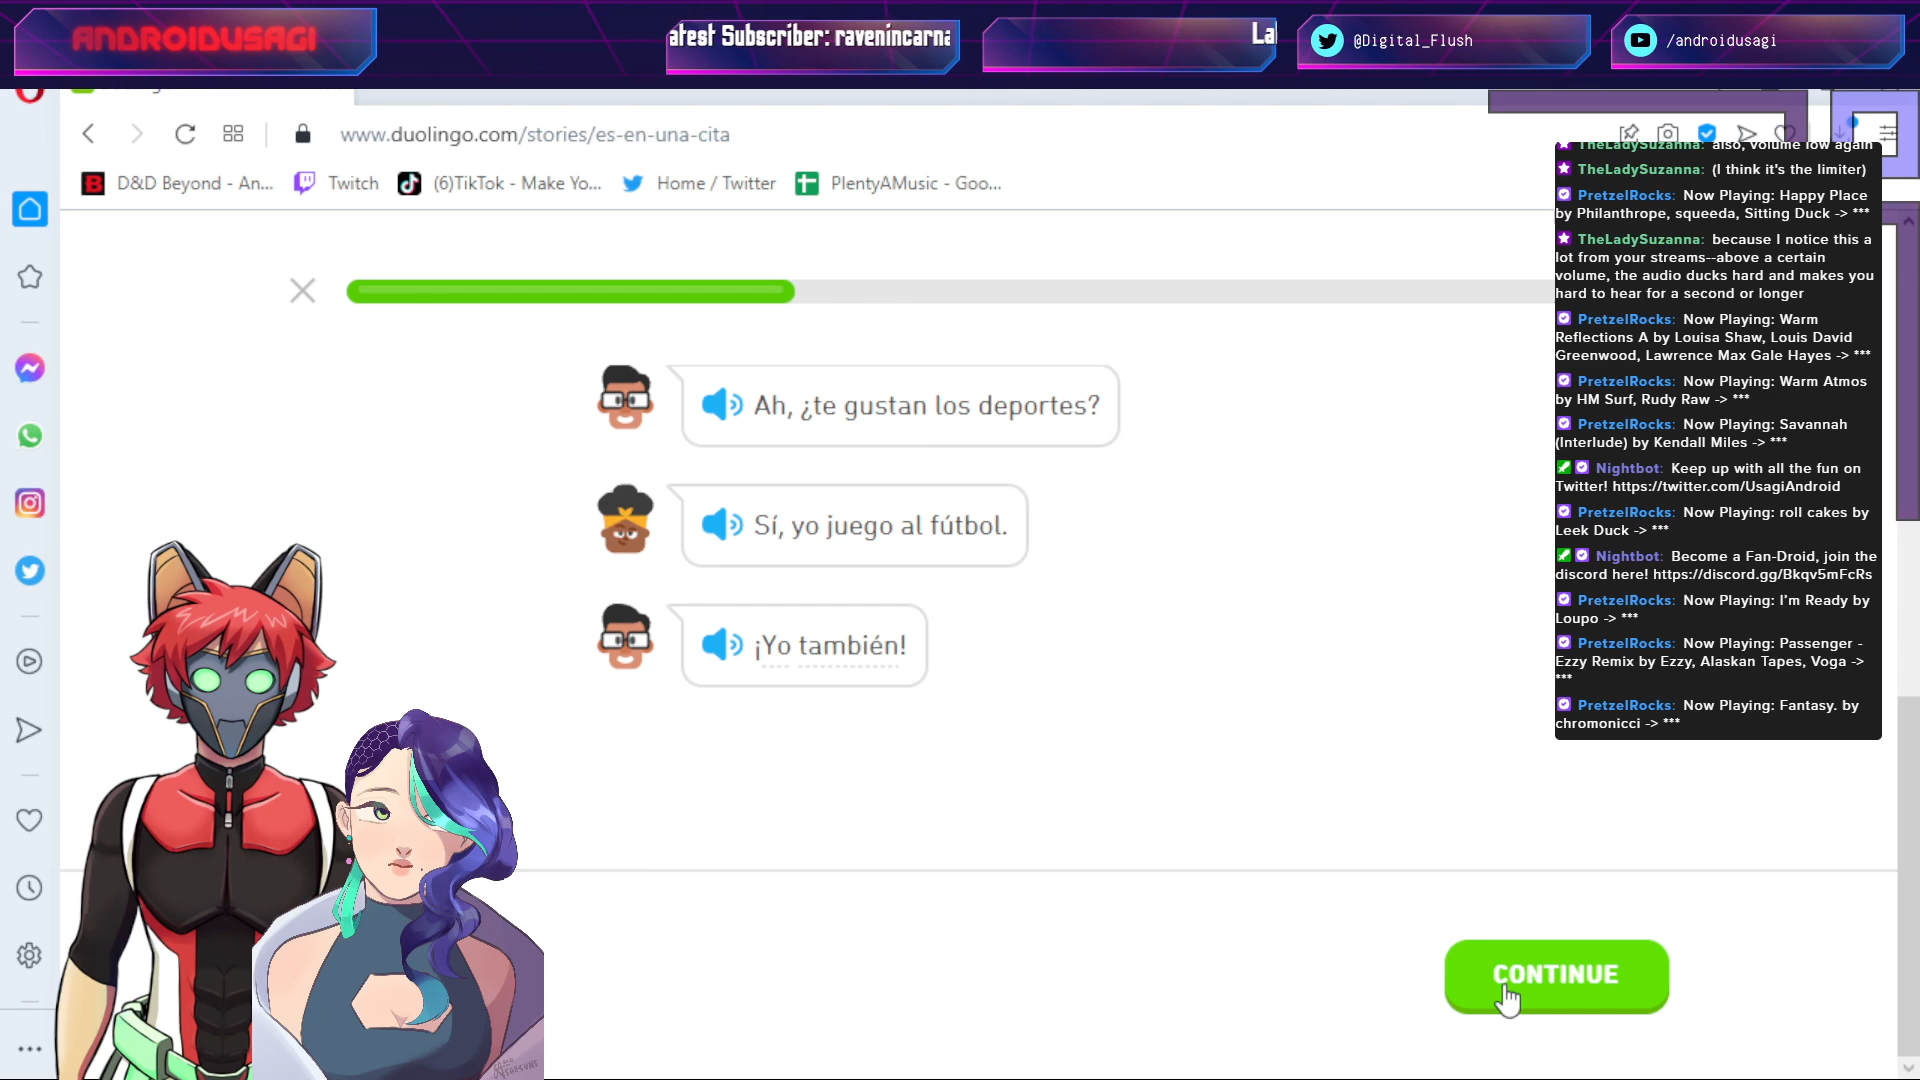 ANDROIDUSAGI
atest Subscriber: ravenincarna
La
@Digital_Flush
/androidusagi
www.duolingo.com/stories/es-en-una-cita
D&D Beyond - An...
Twitch
(6)TikTok - Make Yo...
Home / Twitter
PlentyAMusic - Goo...
Ah, ¿te gustan los deportes?
Sí, yo juego al fútbol.
¡Yo también!
CONTINUE
TheLadySuzanna: also, volume low again
TheLadySuzanna: (I think it's the limiter)
PretzelRocks: Now Playing: Happy Place
by Philanthrope, squeeda, Sitting Duck -> ***
TheLadySuzanna: because I notice this a
lot from your streams--above a certain
volume, the audio ducks hard and makes you
hard to hear for a second or longer
PretzelRocks: Now Playing: Warm
Reflections A by Louisa Shaw, Louis David
Greenwood, Lawrence Max Gale Hayes -> ***
PretzelRocks: Now Playing: Warm Atmos
by HM Surf, Rudy Raw -> ***
PretzelRocks: Now Playing: Savannah
(Interlude) by Kendall Miles -> ***
Nightbot: Keep up with all the fun on
Twitter! https://twitter.com/UsagiAndroid
PretzelRocks: Now Playing: roll cakes by
Leek Duck -> ***
Nightbot: Become a Fan-Droid, join the
discord here! https://discord.gg/Bkqv5mFcRs
PretzelRocks: Now Playing: I'm Ready by
Loupo -> ***
PretzelRocks: Now Playing: Passenger -
Ezzy Remix by Ezzy, Alaskan Tapes, Voga ->
***
PretzelRocks: Now Playing: Fantasy. by
chromonicci -> ***